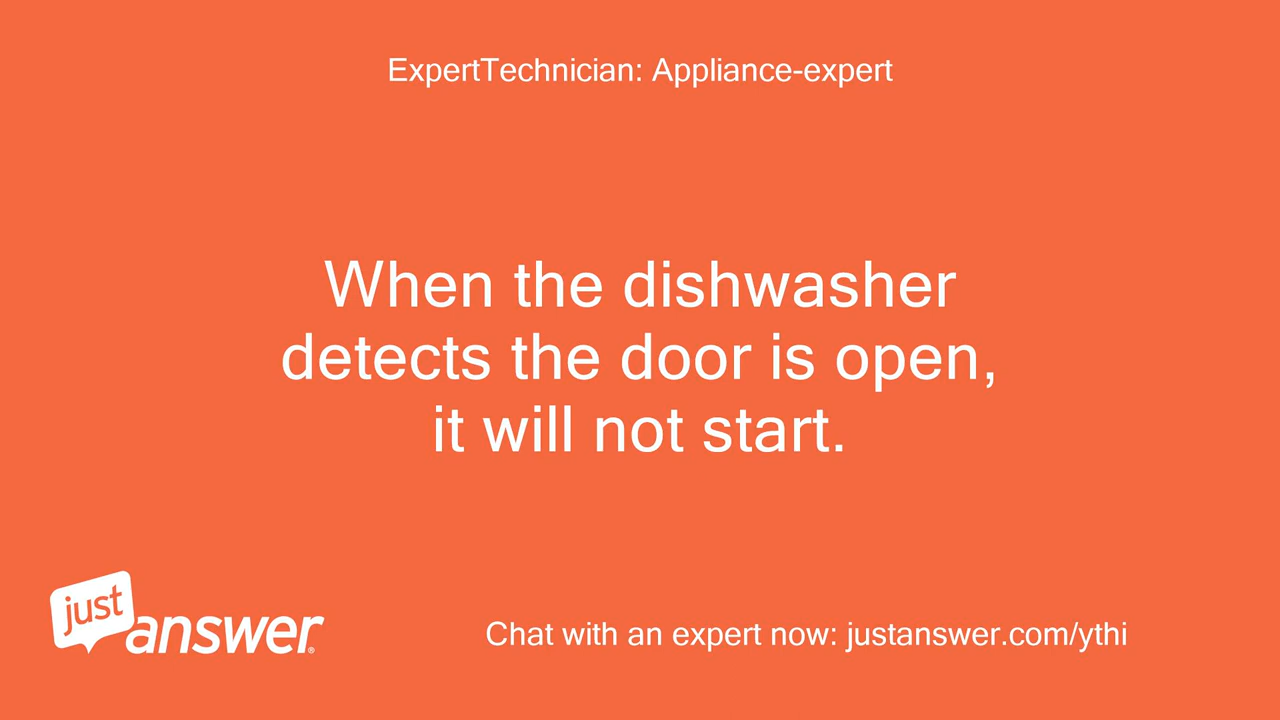 ExpertTechnician: Appliance-expert
When the dishwasher
detects the door is open,
it will not start.
just
answer®
Chat with an expert now: justanswer.com/ythi